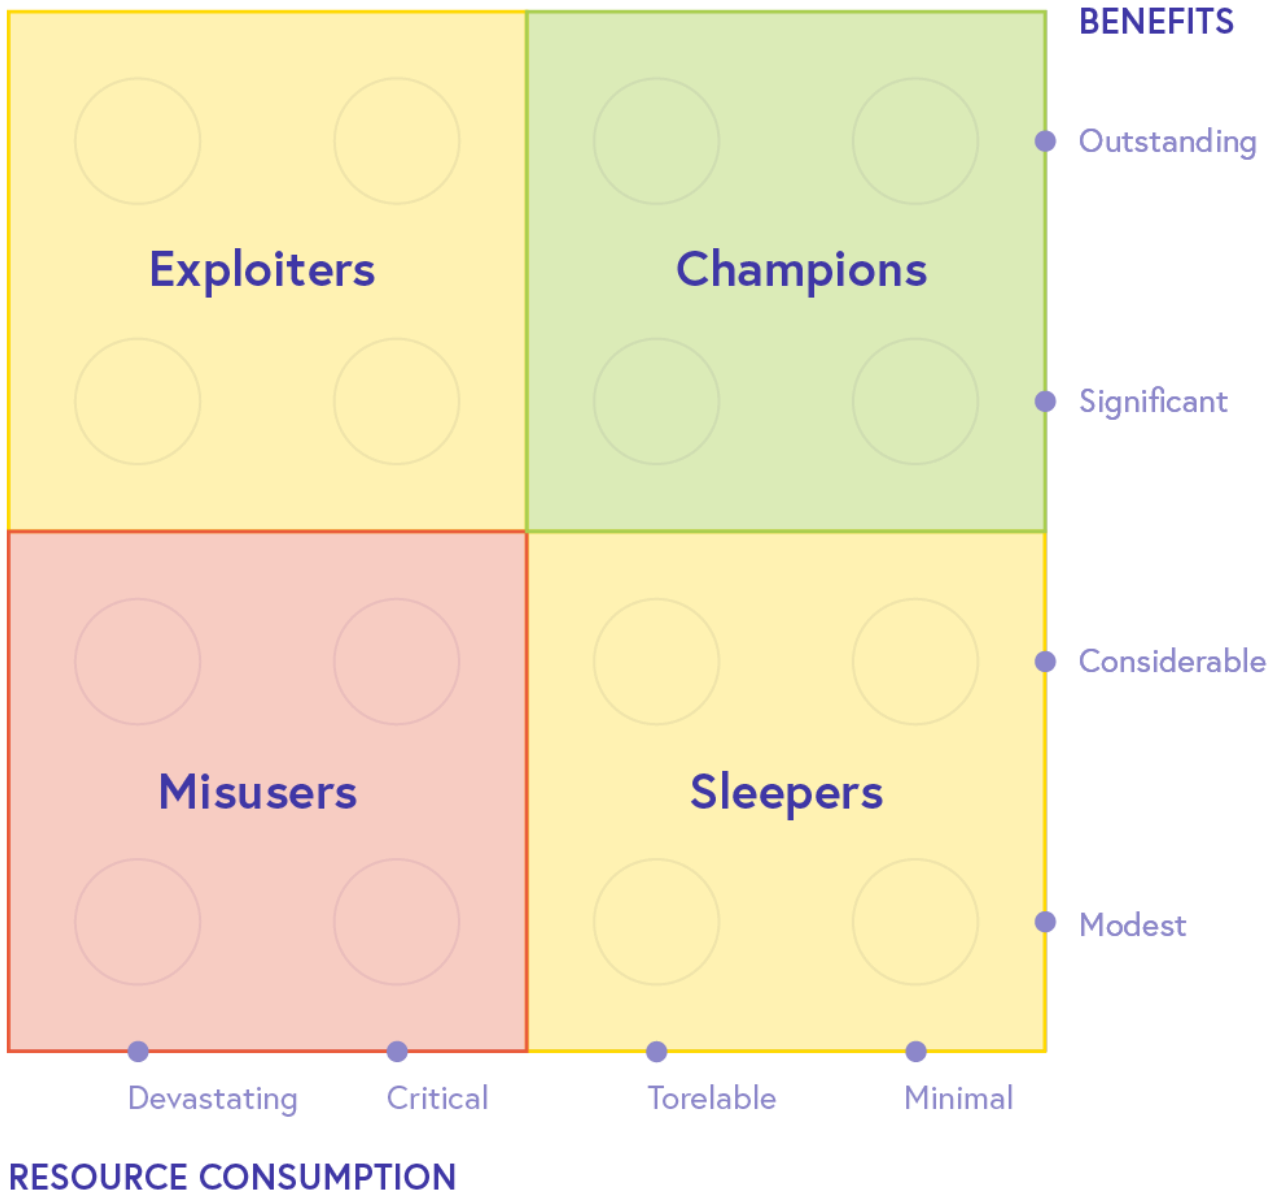 BENEFITS
Outstanding
Exploiters
Champions
Significant
Considerable
Misusers
Sleepers
Modest
Devastating
Critical
Torelable
Minimal
RESOURCE CONSUMPTION